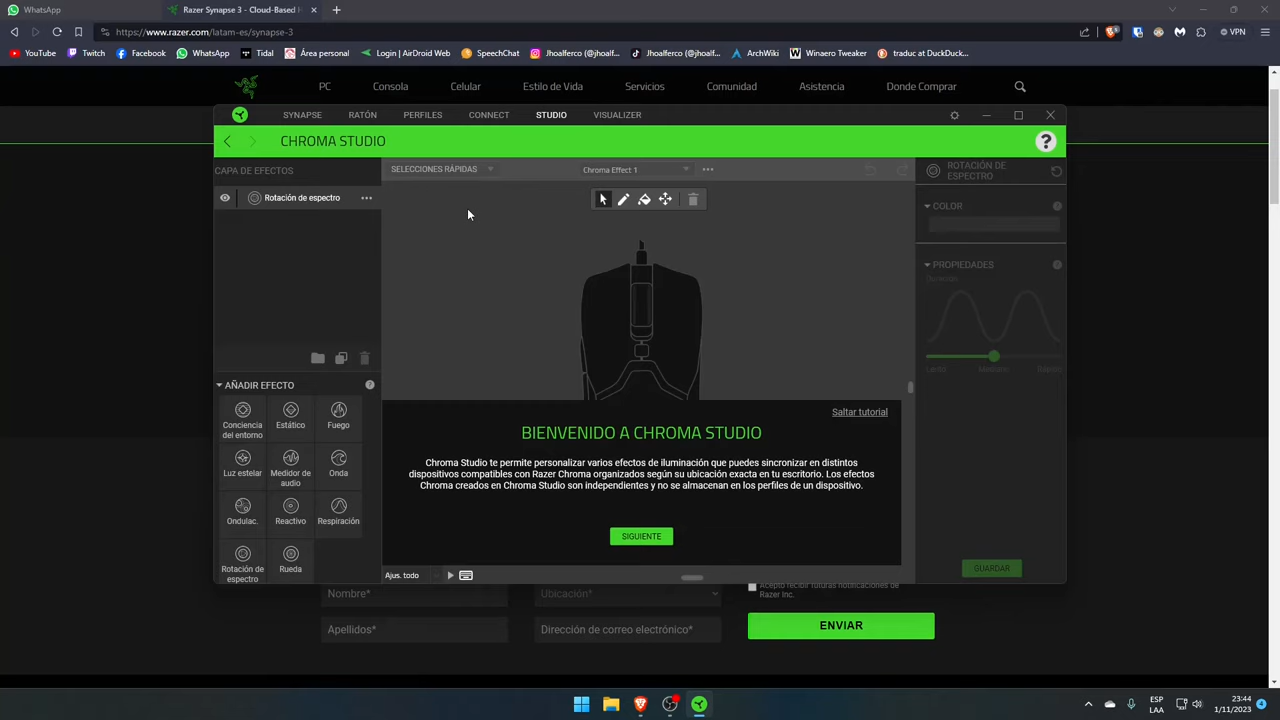 WhatsApp
Razer Synapse 3 - Cloud-Based H
https://www.razer.com/latam-es/synapse-3
VPN
YouTube
Twitch
Facebook
WhatsApp
Tidal
Área personal
Login | AirDroid Web
SpeechChat
@jhoalferco (@jhoalf...
Jhoalferco (@jhoalfe...
ArchWiki
Winaero Tweaker
traduc at DuckDuck...
PC
Consola
Celular
Estilo de Vida
Servicios
Comunidad
Asistencia
Donde Comprar
SYNAPSE
RATÓN
PERFILES
CONNECT
STUDIO
VISUALIZER
CHROMA STUDIO
?
CAPA DE EFECTOS
SELECCIONES RÁPIDAS
Chroma Effect 1
ROTACIÓN DE
ESPECTRO
Rotación de espectro
COLOR
PROPIEDADES
Dirección
Lento
Mediano
Rápido
AÑADIR EFECTO
Conciencia
del entorno
Estático
Fuego
Luz estelar
Medidor de
audio
Onda
Ondulac.
Reactivo
Respiración
Rotación de
espectro
Rueda
Saltar tutorial
BIENVENIDO A CHROMA STUDIO
Chroma Studio te permite personalizar varios efectos de iluminación que puedes sincronizar en distintos
dispositivos compatibles con Razer Chroma organizados según su ubicación exacta en tu escritorio. Los efectos
Chroma creados en Chroma Studio son independientes y no se almacenan en los perfiles de un dispositivo.
SIGUIENTE
Ajus. todo
GUARDAR
Nombre*
Ubicación*
Acepto recibir futuras notificaciones de
Razer Inc.
Apellidos*
Dirección de correo electrónico*
ENVIAR
ESP
LAA
23:44
1/11/2023